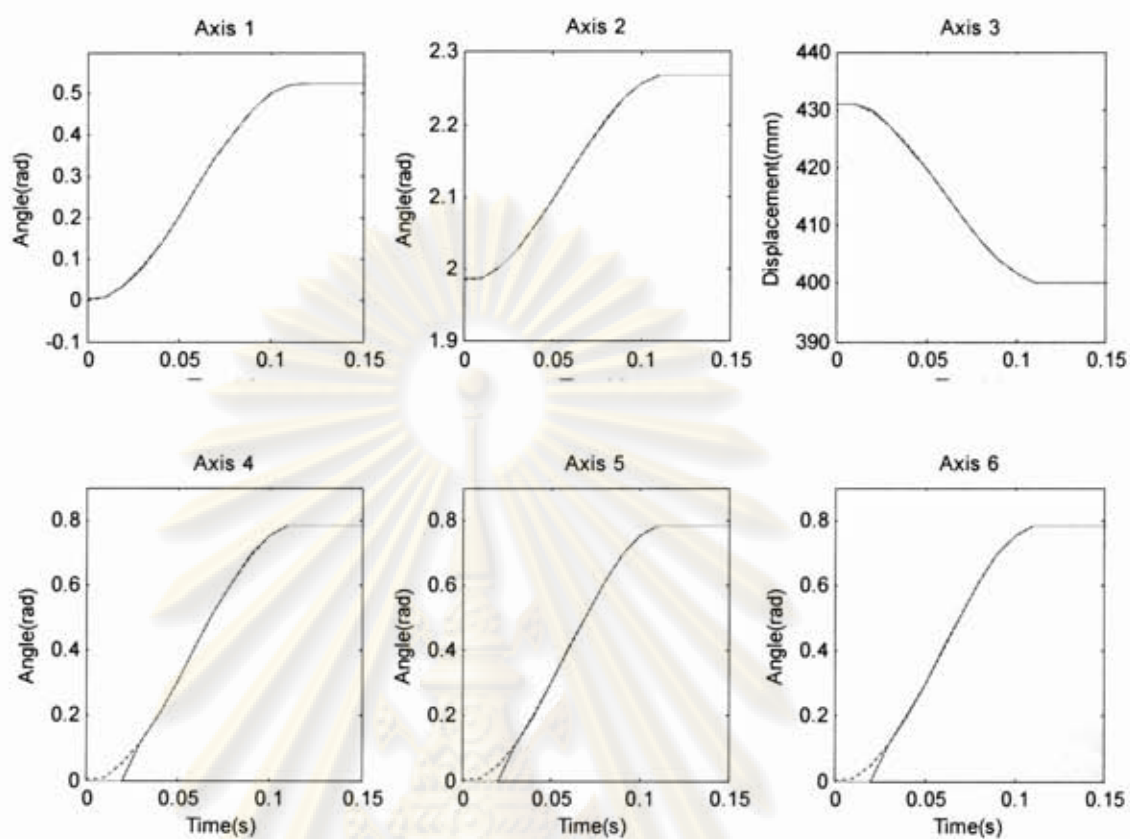 Axis 1
Axis 2
Axis 3
0.5
0.4
0.3
0.2
0.1
0
-0.1
Angle(rad)
0 0.05 0.1 0.15
2.3
2.2
2.1
2
1.9
Angle(rad)
0 0.05 0.1 0.15
440
430
420
410
400
390
Displacement(mm)
0 0.05 0.1 0.15
Axis 4
Axis 5
Axis 6
0.8
0.6
0.4
0.2
0
Angle(rad)
0 0.05 0.1 0.15
Time(s)
0.8
0.6
0.4
0.2
0
Angle(rad)
0 0.05 0.1 0.15
Time(s)
0.8
0.6
0.4
0.2
0
Angle(rad)
0 0.05 0.1 0.15
Time(s)